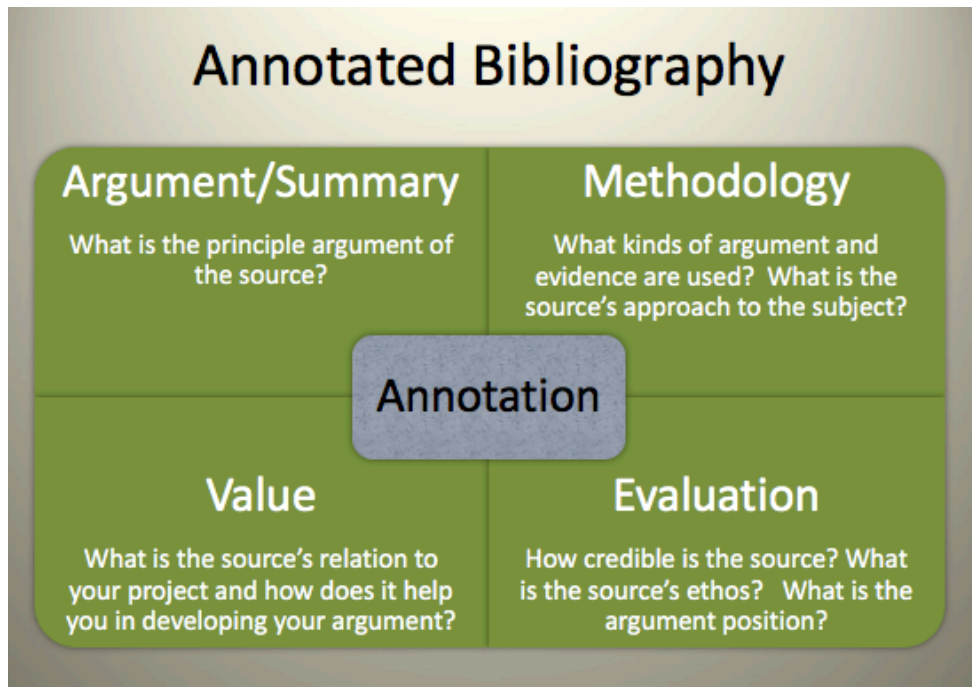 Annotated Bibliography
Argument/Summary
What is the principle argument of
the source?
Methodology
What kinds of argument and
evidence are used?  What is the
source's approach to the subject?
Annotation
Value
What is the source's relation to
your project and how does it help
you in developing your argument?
Evaluation
How credible is the source? What
is the source's ethos?   What is the
argument position?